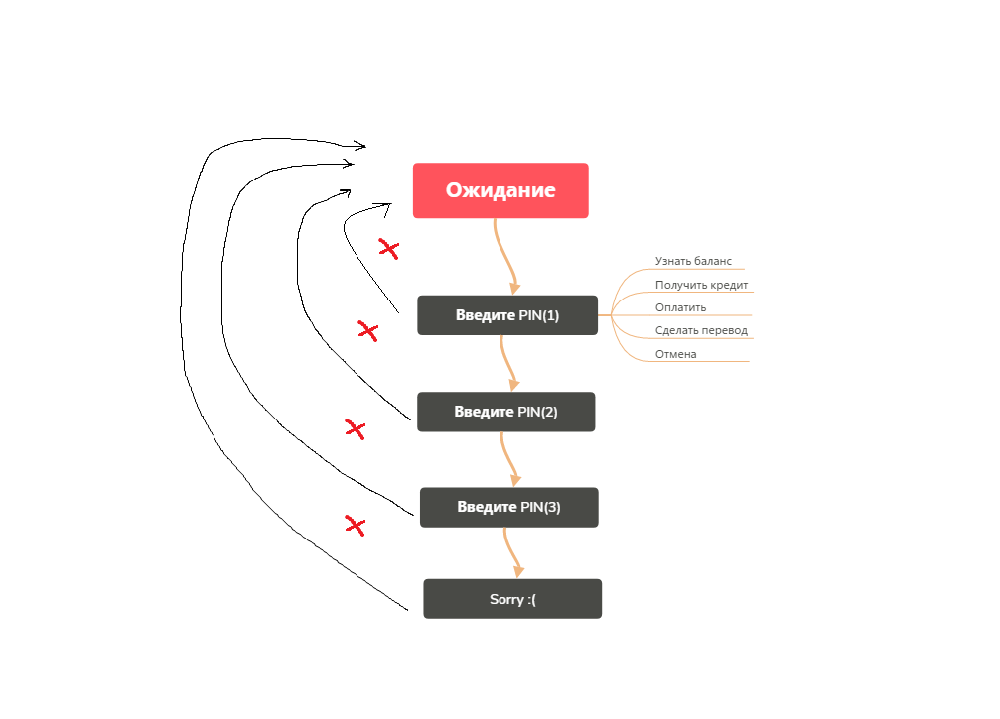 Ожидание
Введите PIN(1)
Узнать баланс
Получить кредит
Оплатить
Сделать перевод
Отмена
Введите PIN(2)
Введите PIN(3)
Sorry :(